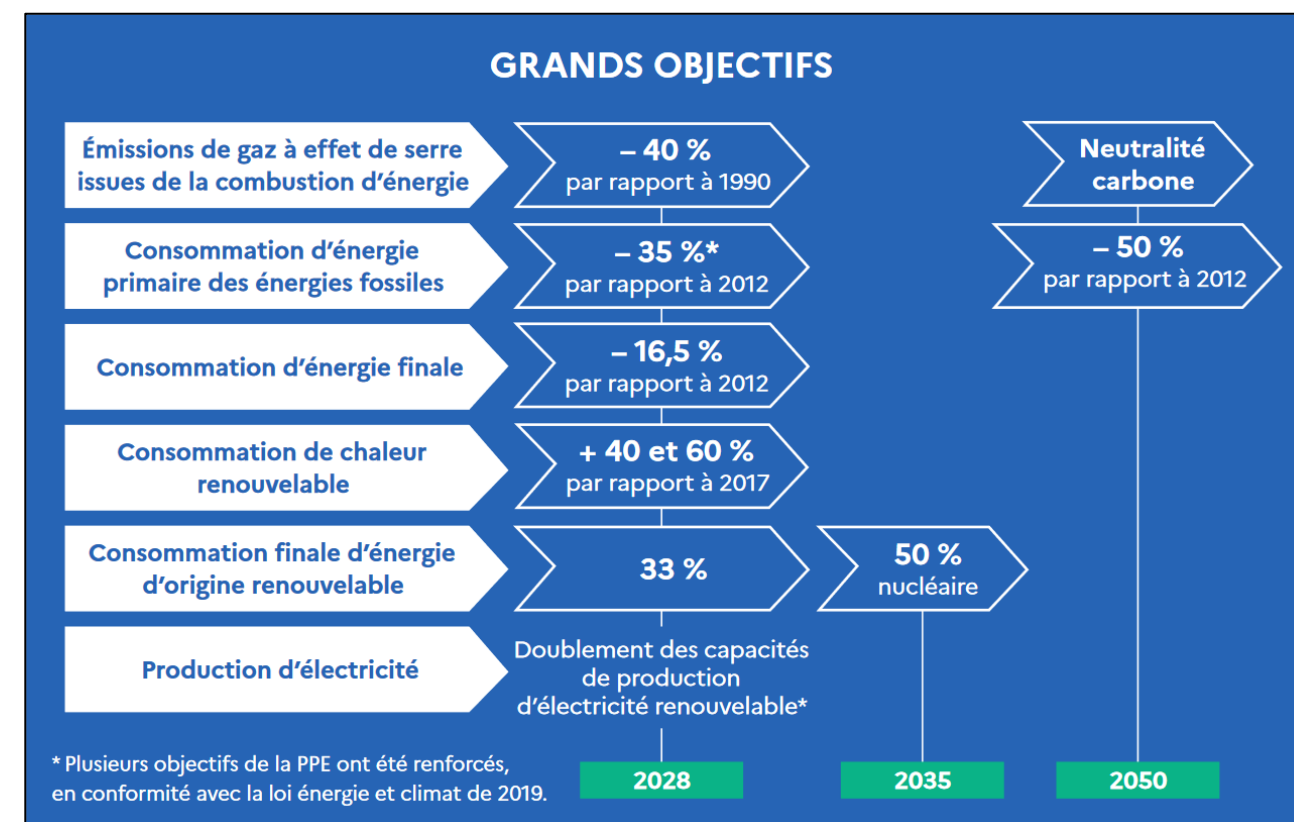 GRANDS OBJECTIFS
Émissions de gaz à effet de serre
issues de la combustion d’énergie
– 40 %
par rapport à 1990
Neutralité
carbone
Consommation d’énergie
primaire des énergies fossiles
– 35 %*
par rapport à 2012
– 50 %
par rapport à 2012
Consommation d’énergie finale
– 16,5 %
par rapport à 2012
Consommation de chaleur
renouvelable
+ 40 et 60 %
par rapport à 2017
Consommation finale d’énergie
d’origine renouvelable
33 %
50 %
nucléaire
Production d’électricité
Doublement des capacités
de production
d’électricité renouvelable*
* Plusieurs objectifs de la PPE ont été renforcés,
en conformité avec la loi énergie et climat de 2019.
2028
2035
2050